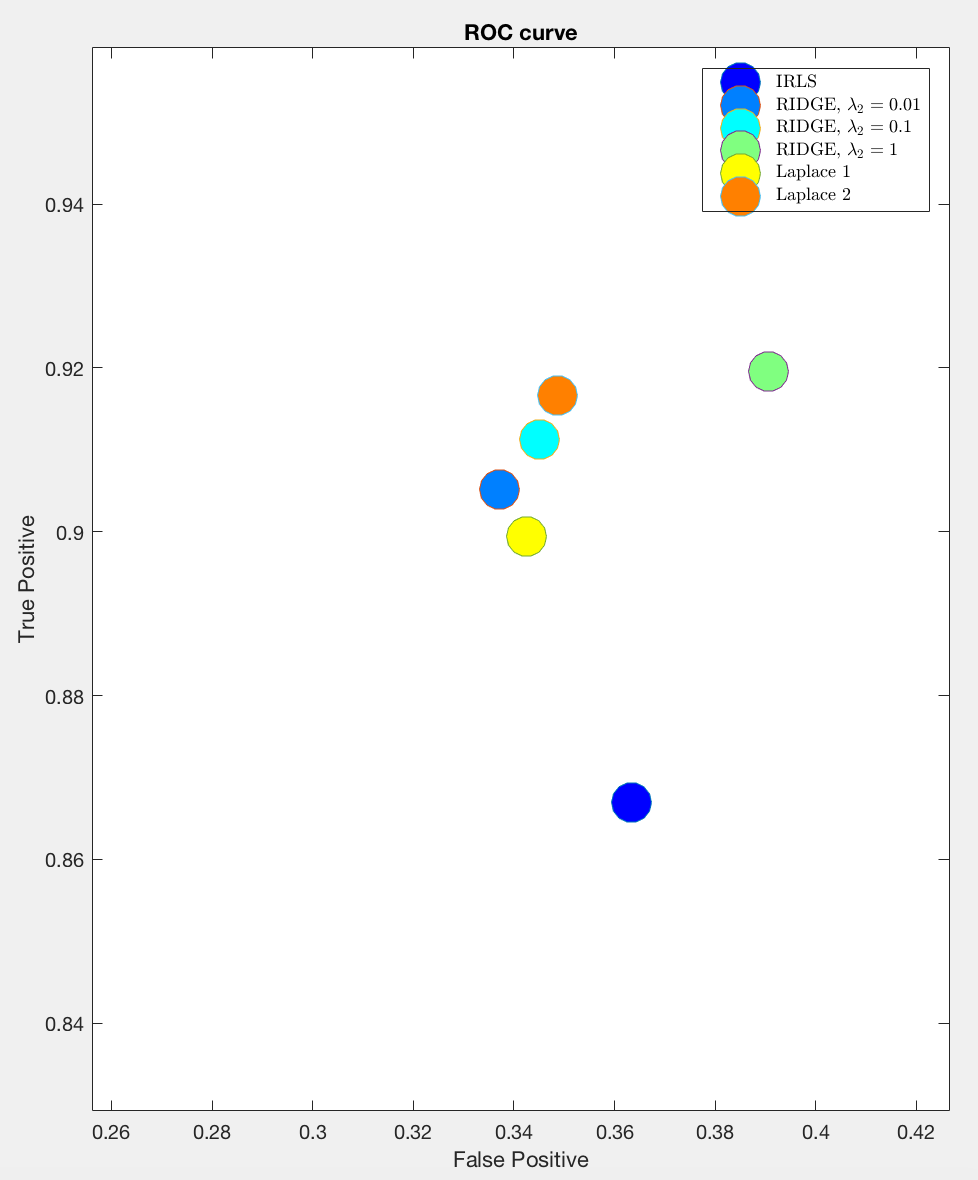 ROC curve
IRLS
RIDGE, λ₂ = 0.01
RIDGE, λ₂ = 0.1
RIDGE, λ₂ = 1
Laplace 1
Laplace 2
0.94
0.92
0.9
0.88
0.86
0.84
True Positive
0.26 0.28 0.3 0.32 0.34 0.36 0.38 0.4 0.42
False Positive